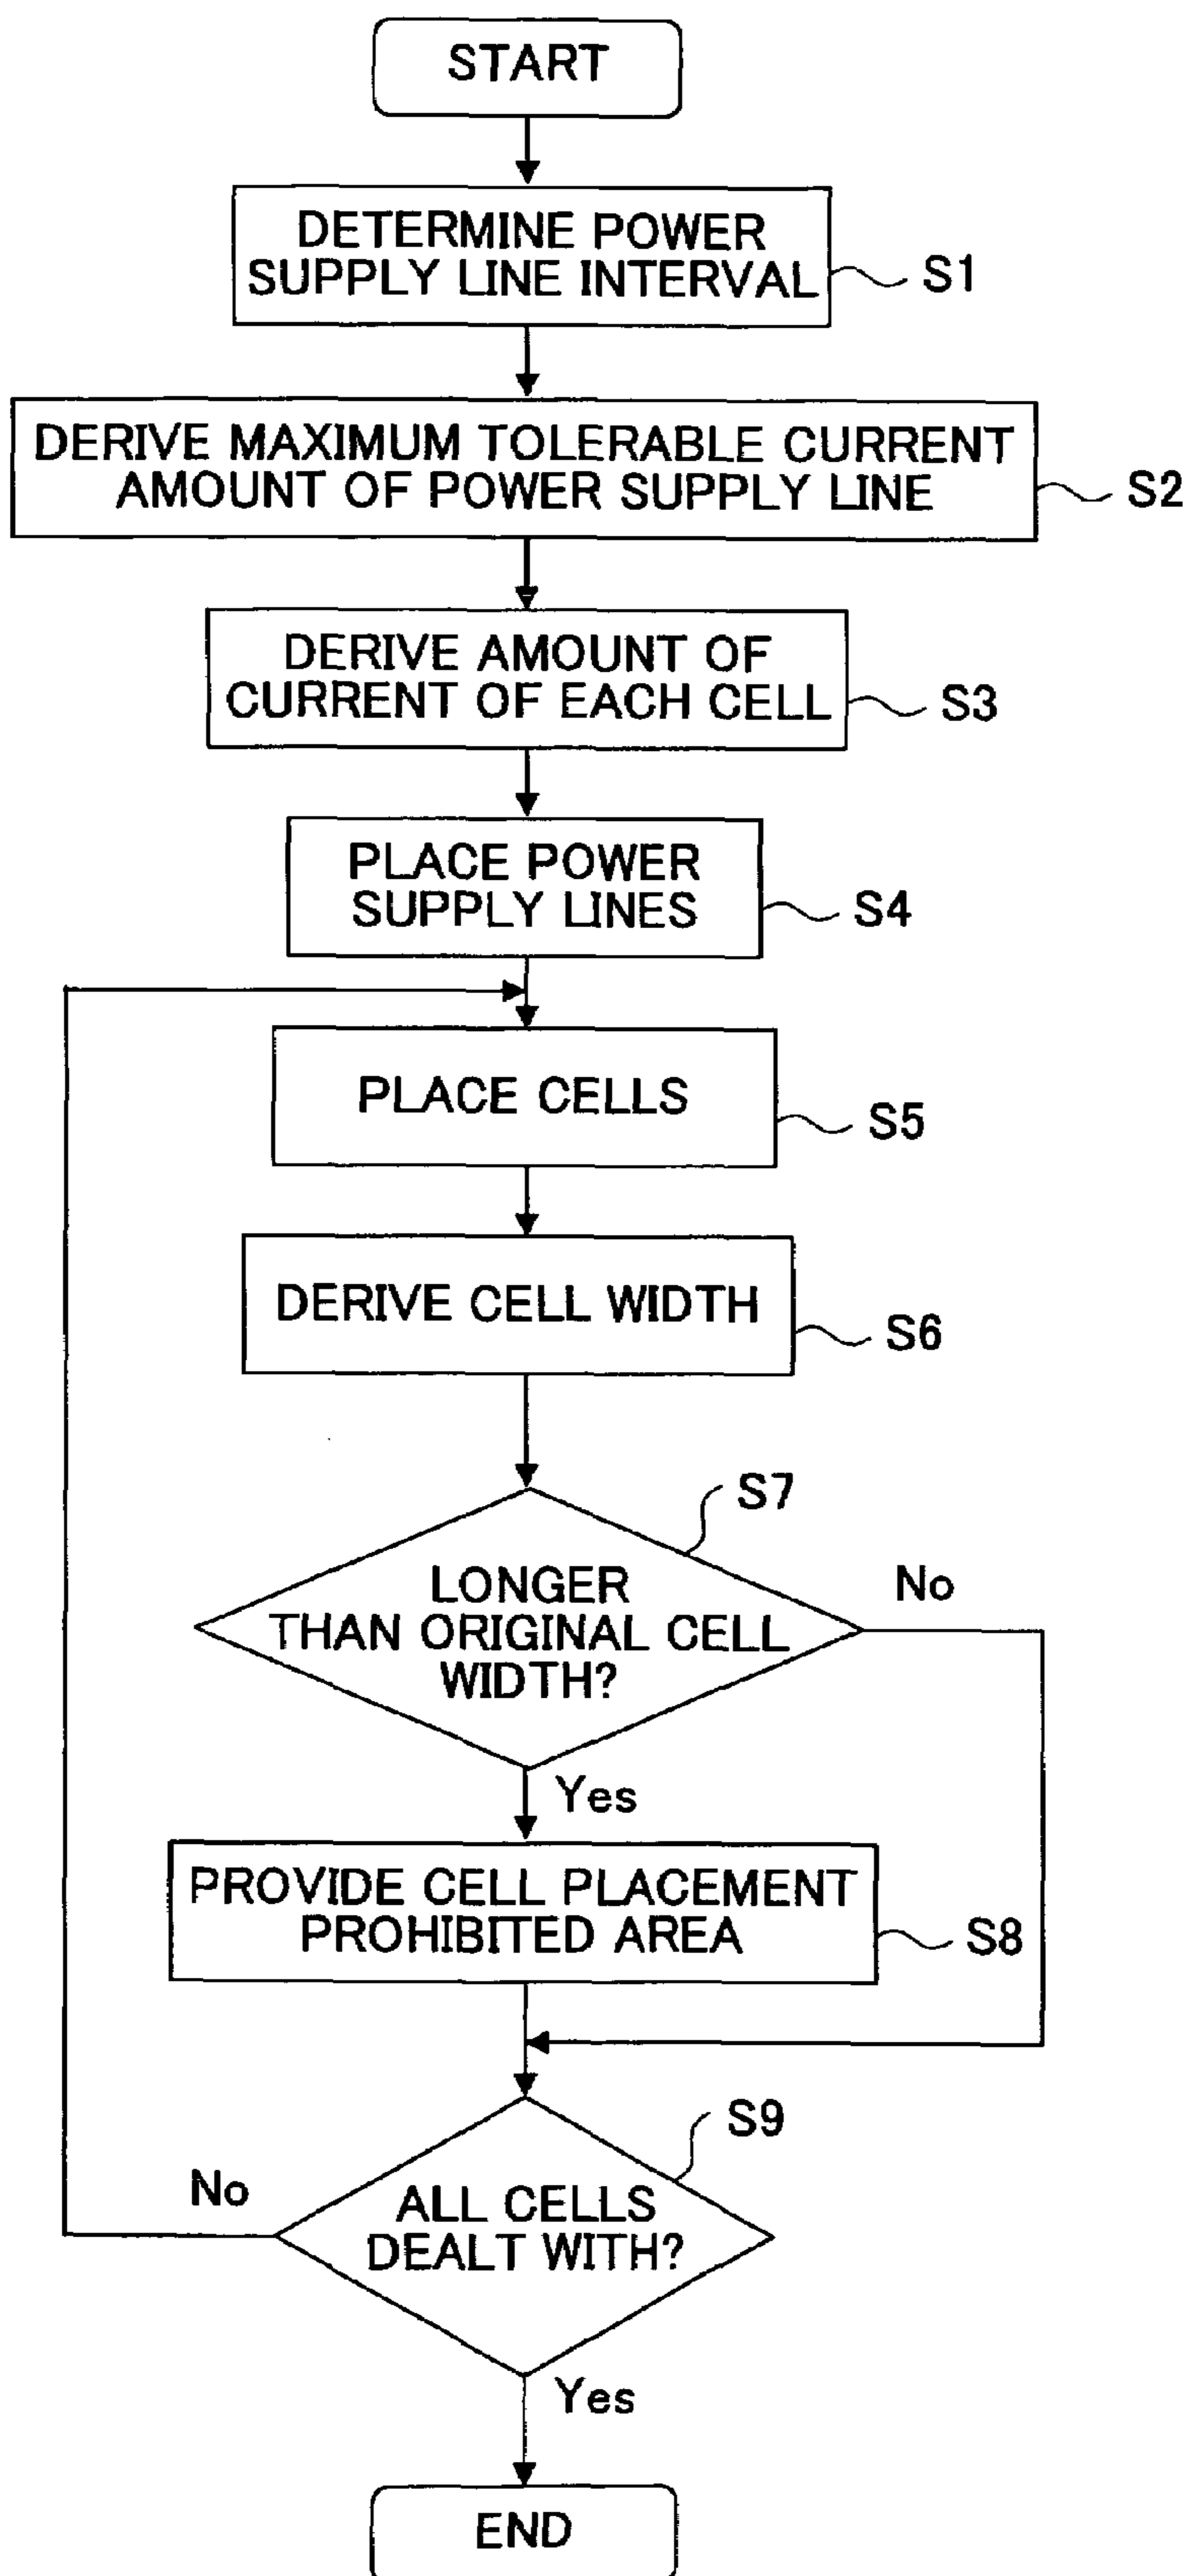 START
DETERMINE POWER
SUPPLY LINE INTERVAL
S1
DERIVE MAXIMUM TOLERABLE CURRENT
AMOUNT OF POWER SUPPLY LINE
S2
DERIVE AMOUNT OF
CURRENT OF EACH CELL
S3
PLACE POWER
SUPPLY LINES
S4
PLACE CELLS
S5
DERIVE CELL WIDTH
S6
S7
LONGER
THAN ORIGINAL CELL
WIDTH?
No
Yes
PROVIDE CELL PLACEMENT
PROHIBITED AREA
S8
S9
No
ALL CELLS
DEALT WITH?
Yes
END